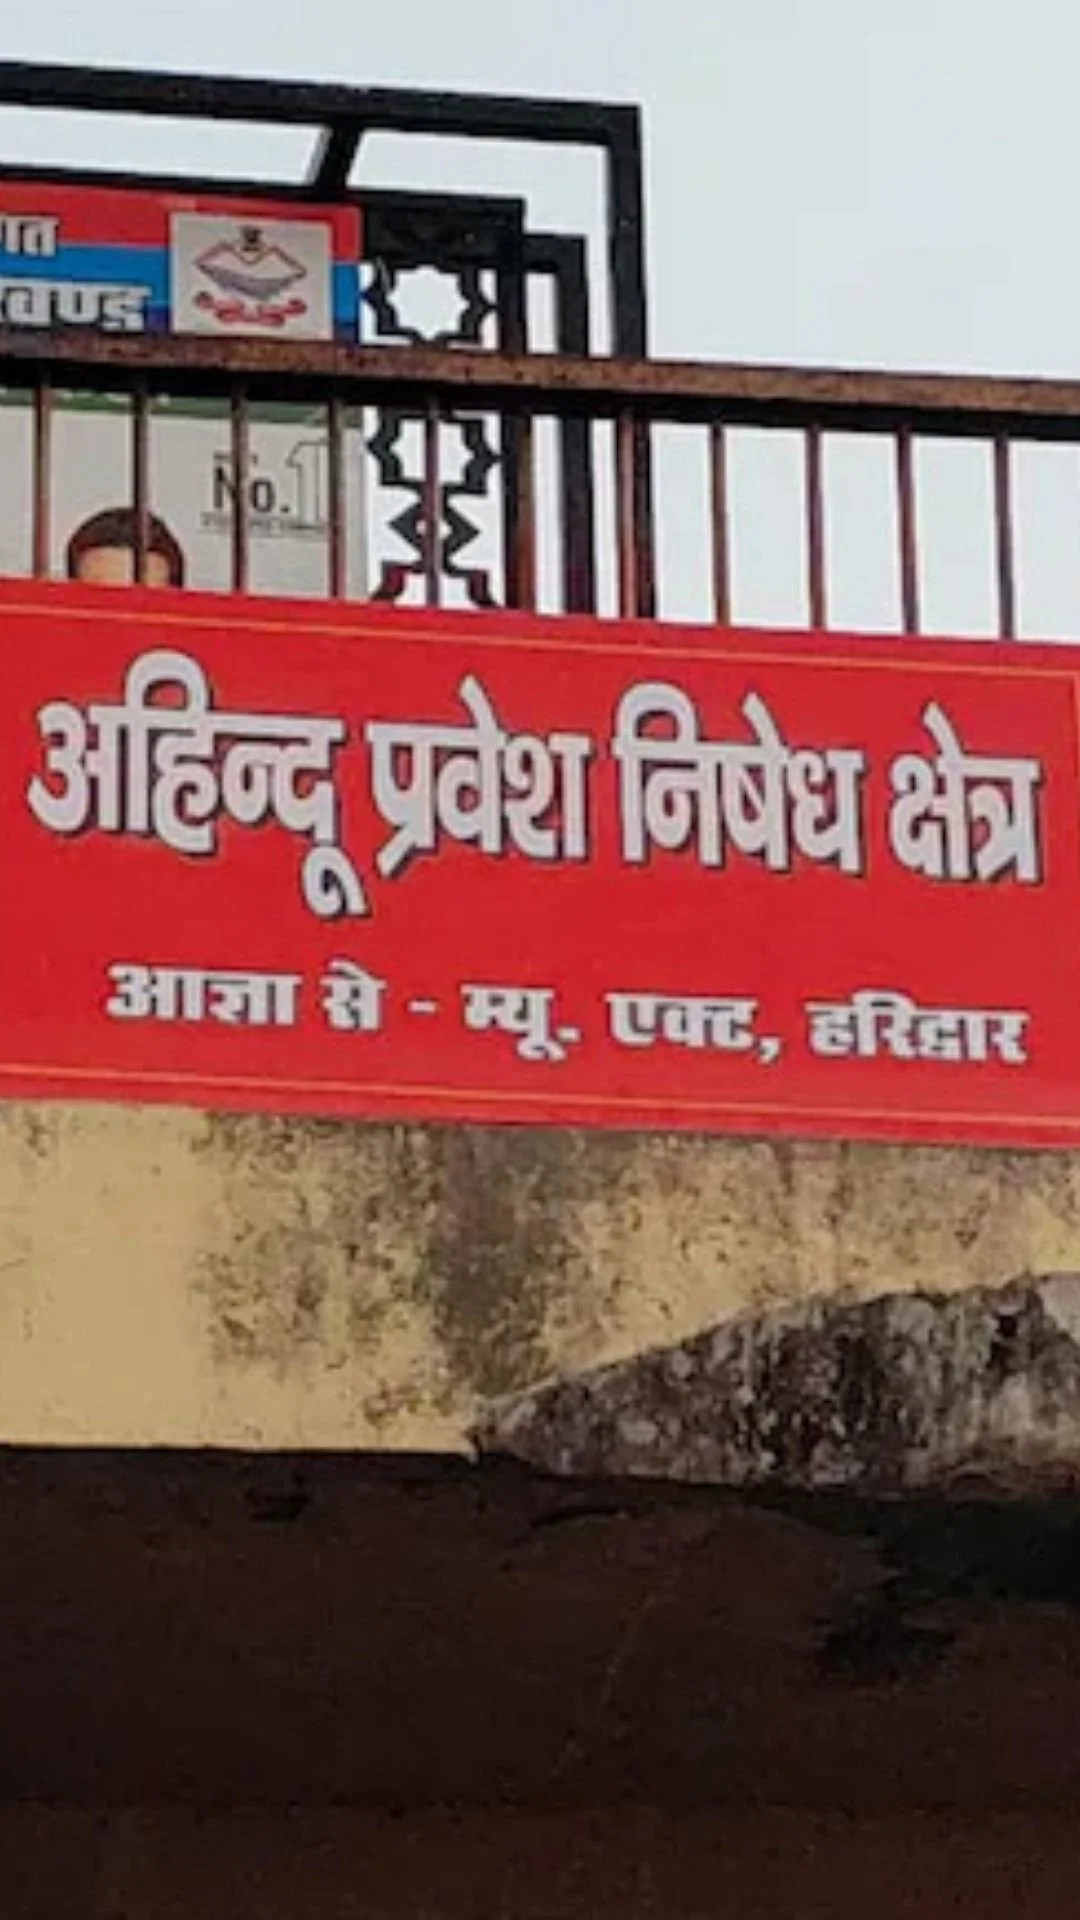 No.1
अहिन्दू प्रवेश निषेध क्षेत्र
आज्ञा से - म्यू. एक्ट, हरिद्वार